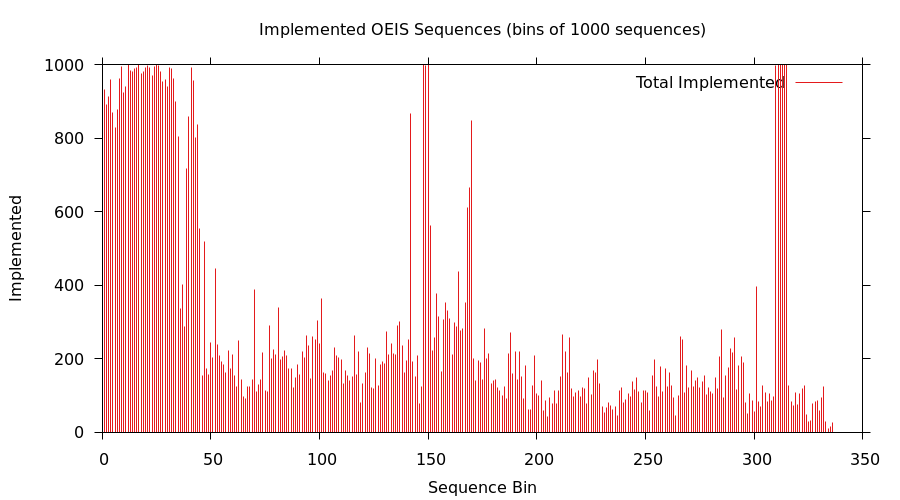 Implemented OEIS Sequences (bins of 1000 sequences)
1000
Total Implemented
800
600
Implemented
400
200
0
0 50 100 150 200 250 300 350
Sequence Bin